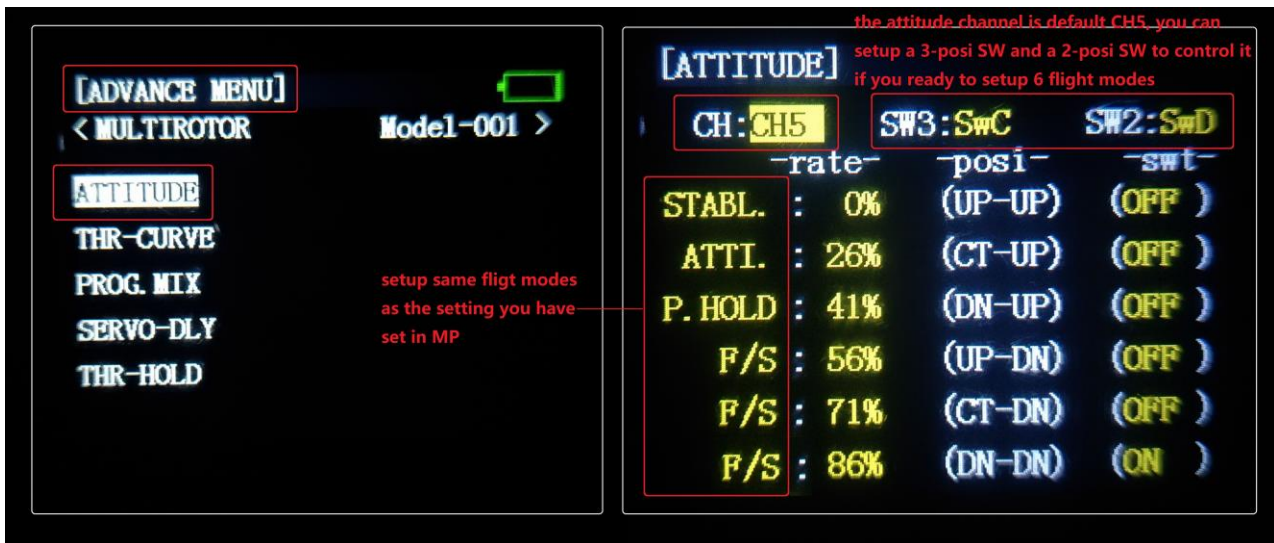 [ADVANCE MENU]
< MULTIROTOR Model-001 >
ATTITUDE
THR-CURVE
PROG.MIX
SERVO-DLY
THR-HOLD
setup same fligt modes
as the setting you have
set in MP
the attitude channel is default CH5, you can
setup a 3-posi SW and a 2-posi SW to control it
if you ready to setup 6 flight modes
[ATTITUDE]
CH:CH5 SW3:SwC SW2:SwD
-rate- -posi- -swt-
STABL. : 0% (UP-UP) (OFF )
ATTI. : 26% (CT-UP) (OFF )
P.HOLD : 41% (DN-UP) (OFF )
F/S : 56% (UP-DN) (OFF )
F/S : 71% (CT-DN) (OFF )
F/S : 86% (DN-DN) (ON )